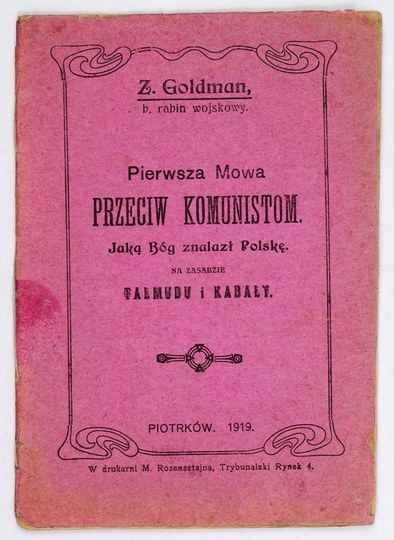 Z. Goldman,
b. rabin wojskowy.
Pierwsza Mowa
PRZECIW KOMUNISTOM.
Jaką Bóg znalazł Polskę.
NA ZASADZIE
TAŁMUDU i KABAŁY.
PIOTRKÓW. 1919.
W drukarni M. Rozensztajna, Trybunalski Rynek 4.